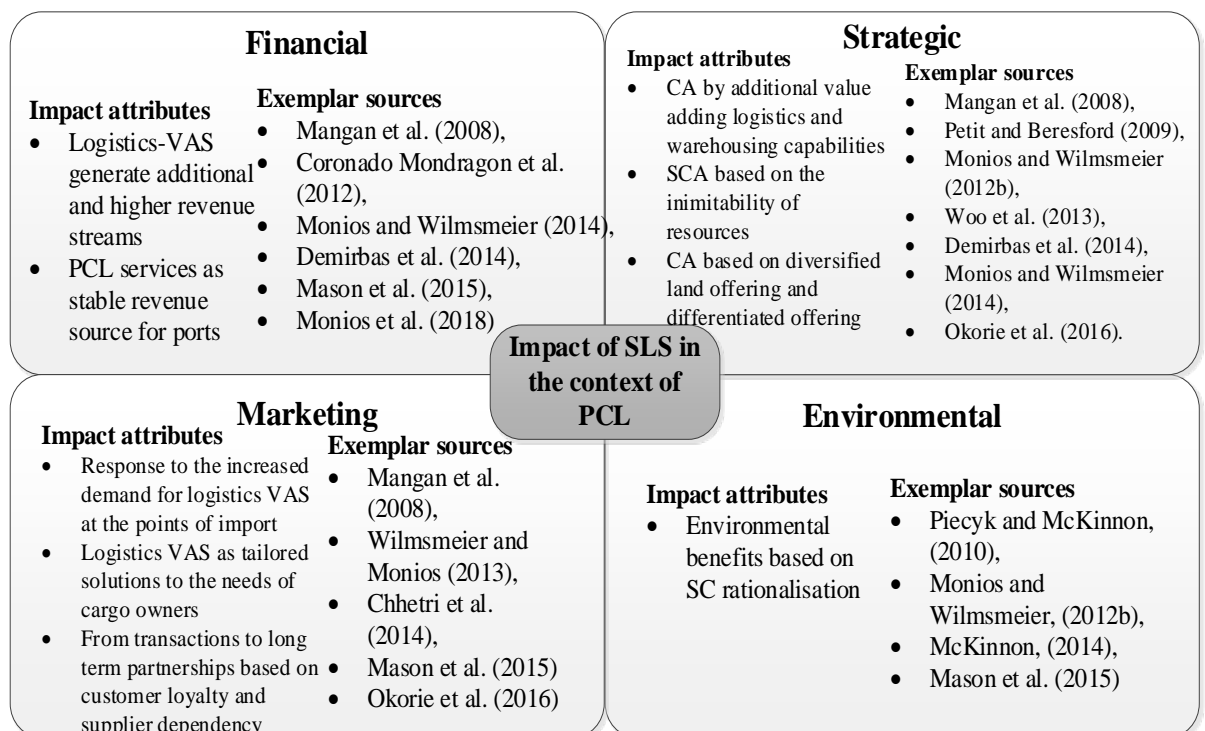 Financial
Impact attributes
• Logistics-VAS
generate additional
and higher revenue
streams
• PCL services as
stable revenue
source for ports
Exemplar sources
• Mangan et al. (2008),
• Coronado Mondragon et al.
(2012),
• Monios and Wilmsmeier (2014),
• Demirbas et al. (2014),
• Mason et al. (2015),
• Monios et al. (2018)
Strategic
Impact attributes
• CA by additional value
adding logistics and
warehousing capabilities
• SCA based on the
inimitability of
resources
• CA based on diversified
land offering and
differentiated offering
Exemplar sources
• Mangan et al. (2008),
• Petit and Beresford (2009),
• Monios and Wilmsmeier
(2012b),
• Woo et al. (2013),
• Demirbas et al. (2014),
• Monios and Wilmsmeier
(2014),
• Okorie et al. (2016).
Impact of SLS in
the context of
PCL
Marketing
Impact attributes
• Response to the increased
demand for logistics VAS
at the points of import
• Logistics VAS as tailored
solutions to the needs of
cargo owners
• From transactions to long
term partnerships based on
customer loyalty and
supplier dependency
Exemplar sources
• Mangan et al.
(2008),
• Wilmsmeier and
Monios (2013),
• Chhetri et al.
(2014),
• Mason et al. (2015)
• Okorie et al. (2016)
Environmental
Impact attributes
• Environmental
benefits based on
SC rationalisation
Exemplar sources
• Piecyk and McKinnon,
(2010),
• Monios and
Wilmsmeier, (2012b),
• McKinnon, (2014),
• Mason et al. (2015)